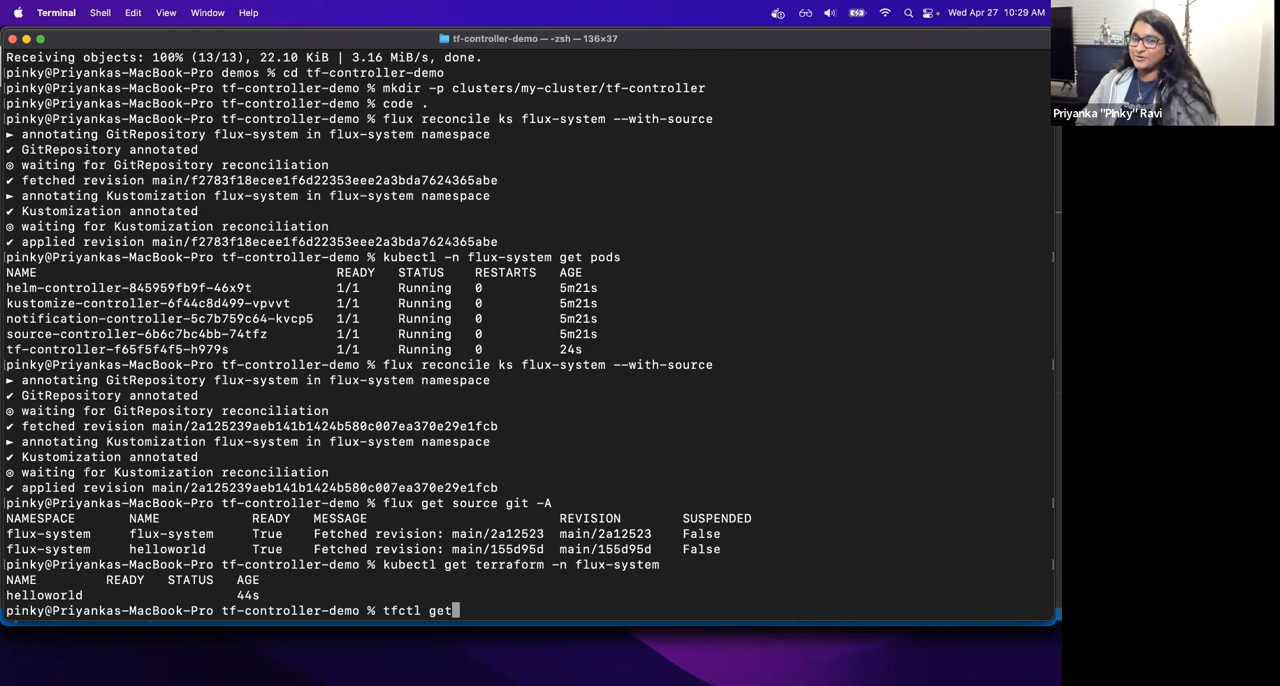 Terminal Shell Edit View Window Help Wed Apr 27 10:29 AM
tf-controller-demo — -zsh — 136×37
Receiving objects: 100% (13/13), 22.10 KiB | 3.16 MiB/s, done.
pinky@Priyankas-MacBook-Pro demos % cd tf-controller-demo
pinky@Priyankas-MacBook-Pro tf-controller-demo % mkdir -p clusters/my-cluster/tf-controller
pinky@Priyankas-MacBook-Pro tf-controller-demo % code .
pinky@Priyankas-MacBook-Pro tf-controller-demo % flux reconcile ks flux-system --with-source
► annotating GitRepository flux-system in flux-system namespace
✔ GitRepository annotated
◎ waiting for GitRepository reconciliation
✔ fetched revision main/f2783f18ecee1f6d22353eee2a3bda7624365abe
► annotating Kustomization flux-system in flux-system namespace
✔ Kustomization annotated
◎ waiting for Kustomization reconciliation
✔ applied revision main/f2783f18ecee1f6d22353eee2a3bda7624365abe
pinky@Priyankas-MacBook-Pro tf-controller-demo % kubectl -n flux-system get pods
NAME READY STATUS RESTARTS AGE
helm-controller-845959fb9f-46x9t 1/1 Running 0 5m21s
kustomize-controller-6f44c8d499-vpvvt 1/1 Running 0 5m21s
notification-controller-5c7b759c64-kvcp5 1/1 Running 0 5m21s
source-controller-6b6c7bc4bb-74tfz 1/1 Running 0 5m21s
tf-controller-f65f5f4f5-h979s 1/1 Running 0 24s
pinky@Priyankas-MacBook-Pro tf-controller-demo % flux reconcile ks flux-system --with-source
► annotating GitRepository flux-system in flux-system namespace
✔ GitRepository annotated
◎ waiting for GitRepository reconciliation
✔ fetched revision main/2a125239aeb141b1424b580c007ea370e29e1fcb
► annotating Kustomization flux-system in flux-system namespace
✔ Kustomization annotated
◎ waiting for Kustomization reconciliation
✔ applied revision main/2a125239aeb141b1424b580c007ea370e29e1fcb
pinky@Priyankas-MacBook-Pro tf-controller-demo % flux get source git -A
NAMESPACE NAME READY MESSAGE REVISION SUSPENDED
flux-system flux-system True Fetched revision: main/2a12523 main/2a12523 False
flux-system helloworld True Fetched revision: main/155d95d main/155d95d False
pinky@Priyankas-MacBook-Pro tf-controller-demo % kubectl get terraform -n flux-system
NAME READY STATUS AGE
helloworld 44s
pinky@Priyankas-MacBook-Pro tf-controller-demo % tfctl get
Priyanka "Pinky" Ravi